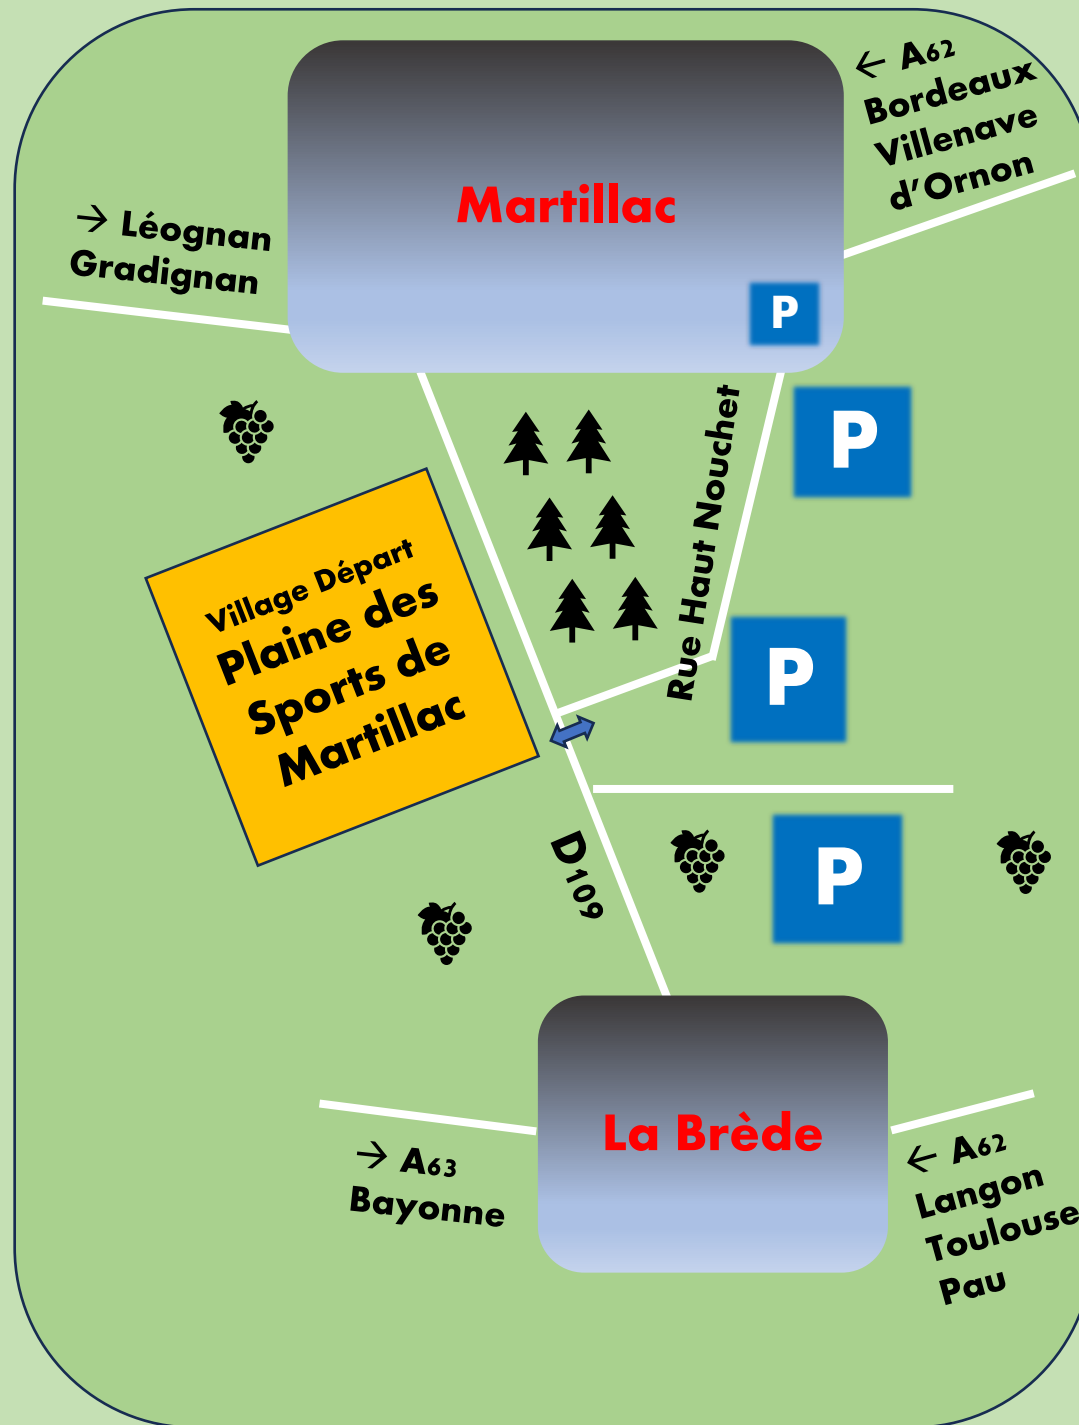 ← A62
Bordeaux
Villenave
d'Ornon
Martillac
→ Léognan
Gradignan
P
P
Rue Haut Nouchet
Village Départ
Plaine des
Sports de
Martillac
P
D109
P
La Brède
→ A63
Bayonne
← A62
Langon
Toulouse
Pau